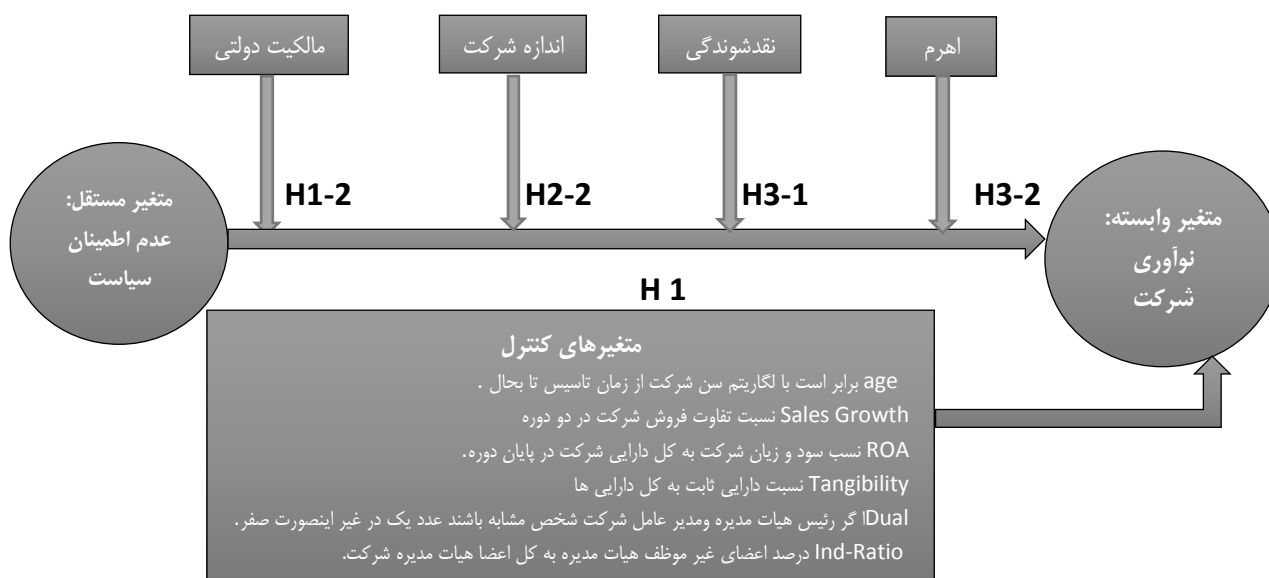 مالکیت دولتی
اندازه شرکت
نقدشوندگی
اهرم
H1-2
H2-2
H3-1
H3-2
متغیر مستقل:
عدم اطمینان
سیاست
متغیر وابسته:
نوآوری
شرکت
H 1
متغیرهای کنترل
age برابر است با لگاریتم سن شرکت از زمان تاسیس تا بحال .
Sales Growth نسبت تفاوت فروش شرکت در دو دوره
ROA نسب سود و زیان شرکت به کل دارایی شرکت در پایان دوره.
Tangibility نسبت دارایی ثابت به کل دارایی ها
Dualا گر رئیس هیات مدیره ومدیر عامل شرکت شخص مشابه باشند عدد یک در غیر اینصورت صفر.
Ind-Ratio درصد اعضای غیر موظف هیات مدیره به کل اعضا هیات مدیره شرکت.